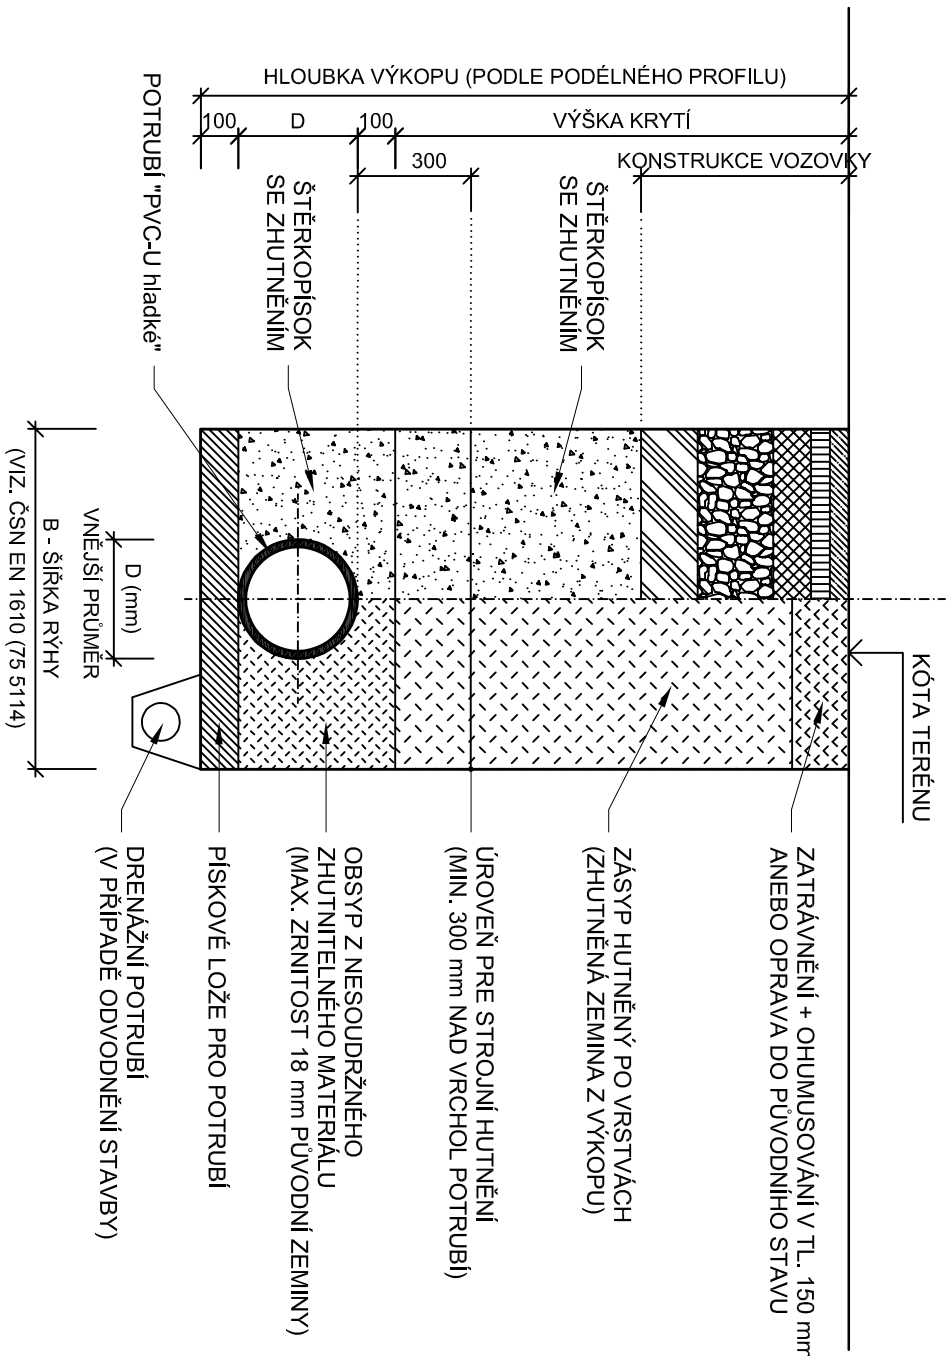 HLOUBKA VÝKOPU (PODLE PODÉLNÉHO PROFILU)
100
D
100
VÝŠKA KRYTÍ
300
KONSTRUKCE VOZOVKY
POTRUBÍ "PVC-U hladké"
ŠTĚRKOPÍSOK
SE ZHUTNĚNÍM
ŠTĚRKOPÍSOK
SE ZHUTNĚNÍM
D (mm)
VNĚJŠÍ PRŮMĚR
B - ŠÍŘKA RÝHY
(VIZ. ČSN EN 1610 (75 5114)
KÓTA TERÉNU
ZATRÁVNĚNÍ + OHUMUSOVÁNÍ V TL. 150 mm
ANEBO OPRAVA DO PŮVODNÍHO STAVU
ZÁSYP HUTNĚNÝ PO VRSTVÁCH
(ZHUTNĚNÁ ZEMINA Z VÝKOPU)
ÚROVEŇ PRE STROJNÍ HUTNĚNÍ
(MIN. 300 mm NAD VRCHOL POTRUBÍ)
OBSYP Z NESOUDRŽNÉHO
ZHUTNITELNÉHO MATERIÁLU
(MAX. ZRNITOST 18 mm PŮVODNÍ ZEMINY)
PÍSKOVÉ LOŽE PRO POTRUBÍ
DRENÁŽNÍ POTRUBÍ
(V PŘÍPADĚ ODVODNĚNÍ STAVBY)